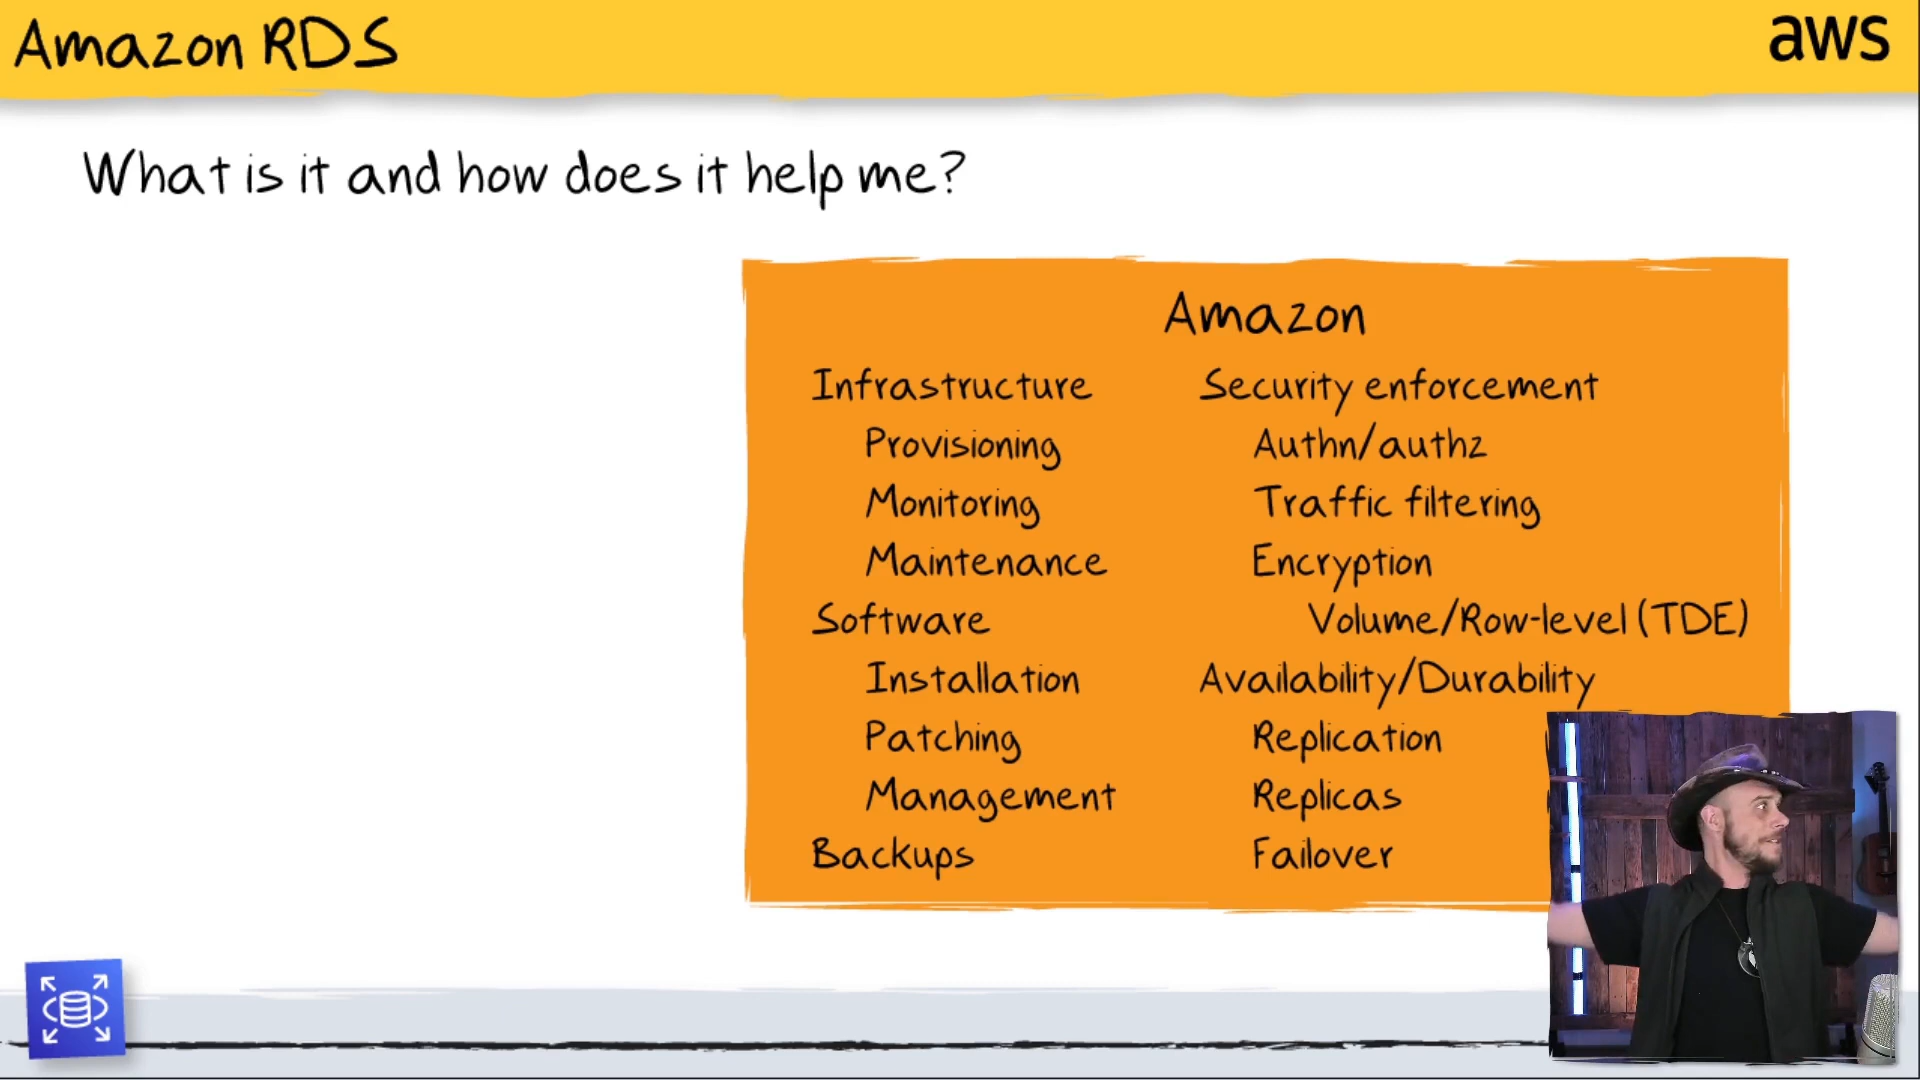 Amazon RDS
aws
What is it and how does it help me?
Amazon
Infrastructure
Provisioning
Monitoring
Maintenance
Software
Installation
Patching
Management
Backups
Security enforcement
Authn/authz
Traffic filtering
Encryption
Volume/Row-level (TDE)
Availability/Durability
Replication
Replicas
Failover